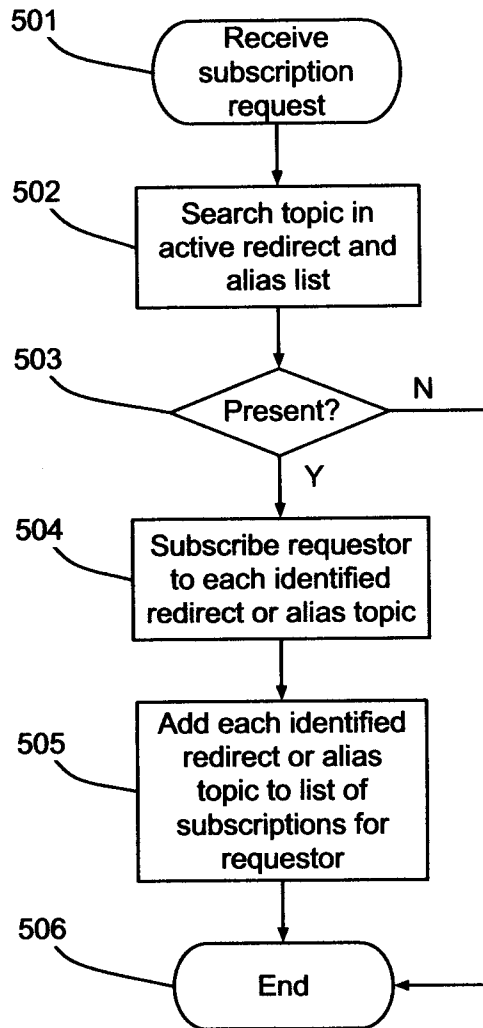 501
Receive
subscription
request
502
Search topic in
active redirect and
alias list
503
Present?
N
Y
504
Subscribe requestor
to each identified
redirect or alias topic
505
Add each identified
redirect or alias
topic to list of
subscriptions for
requestor
506
End